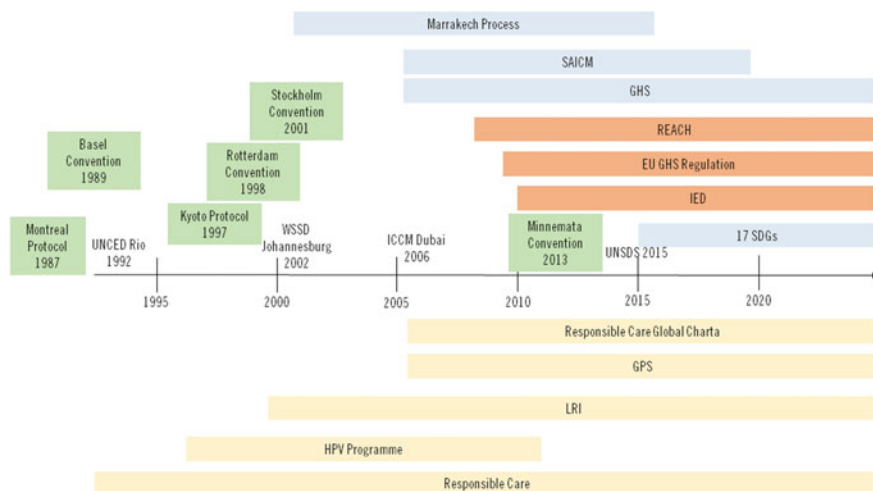 Marrakech Process
SAICM
GHS
Stockholm
Convention
2001
REACH
Basel
Convention
1989
Rotterdam
Convention
1998
EU GHS Regulation
IED
Kyoto Protocol
1997
Montreal
Protocol
1987
UNCED Rio
1992
WSSD
Johannesburg
2002
ICCM Dubai
2006
Minnemata
Convention
2013
UNSDS 2015
17 SDGs
1995
2000
2005
2010
2015
2020
Responsible Care Global Charta
GPS
LRI
HPV Programme
Responsible Care